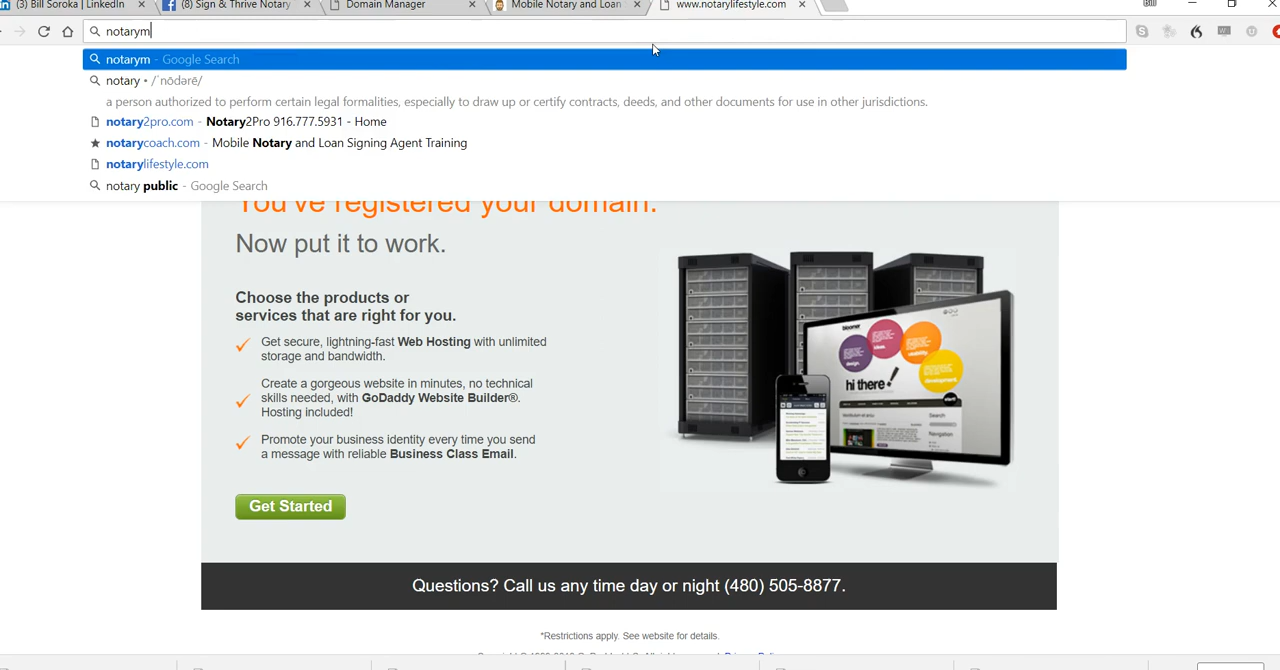 (3) Bill Soroka | LinkedIn
(8) Sign & Thrive Notary
Domain Manager
Mobile Notary and Loan
www.notarylifestyle.com
Bill
notarym
notarym - Google Search
notary • /ˈnōdərē/
a person authorized to perform certain legal formalities, especially to draw up or certify contracts, deeds, and other documents for use in other jurisdictions.
notary2pro.com - Notary2Pro 916.777.5931 - Home
notarycoach.com - Mobile Notary and Loan Signing Agent Training
notarylifestyle.com
notary public - Google Search
You've registered your domain.
Now put it to work.
Choose the products or
services that are right for you.
Get secure, lightning-fast Web Hosting with unlimited
storage and bandwidth.
Create a gorgeous website in minutes, no technical
skills needed, with GoDaddy Website Builder®.
Hosting included!
Promote your business identity every time you send
a message with reliable Business Class Email.
Get Started
hi there!
Questions? Call us any time day or night (480) 505-8877.
*Restrictions apply. See website for details.